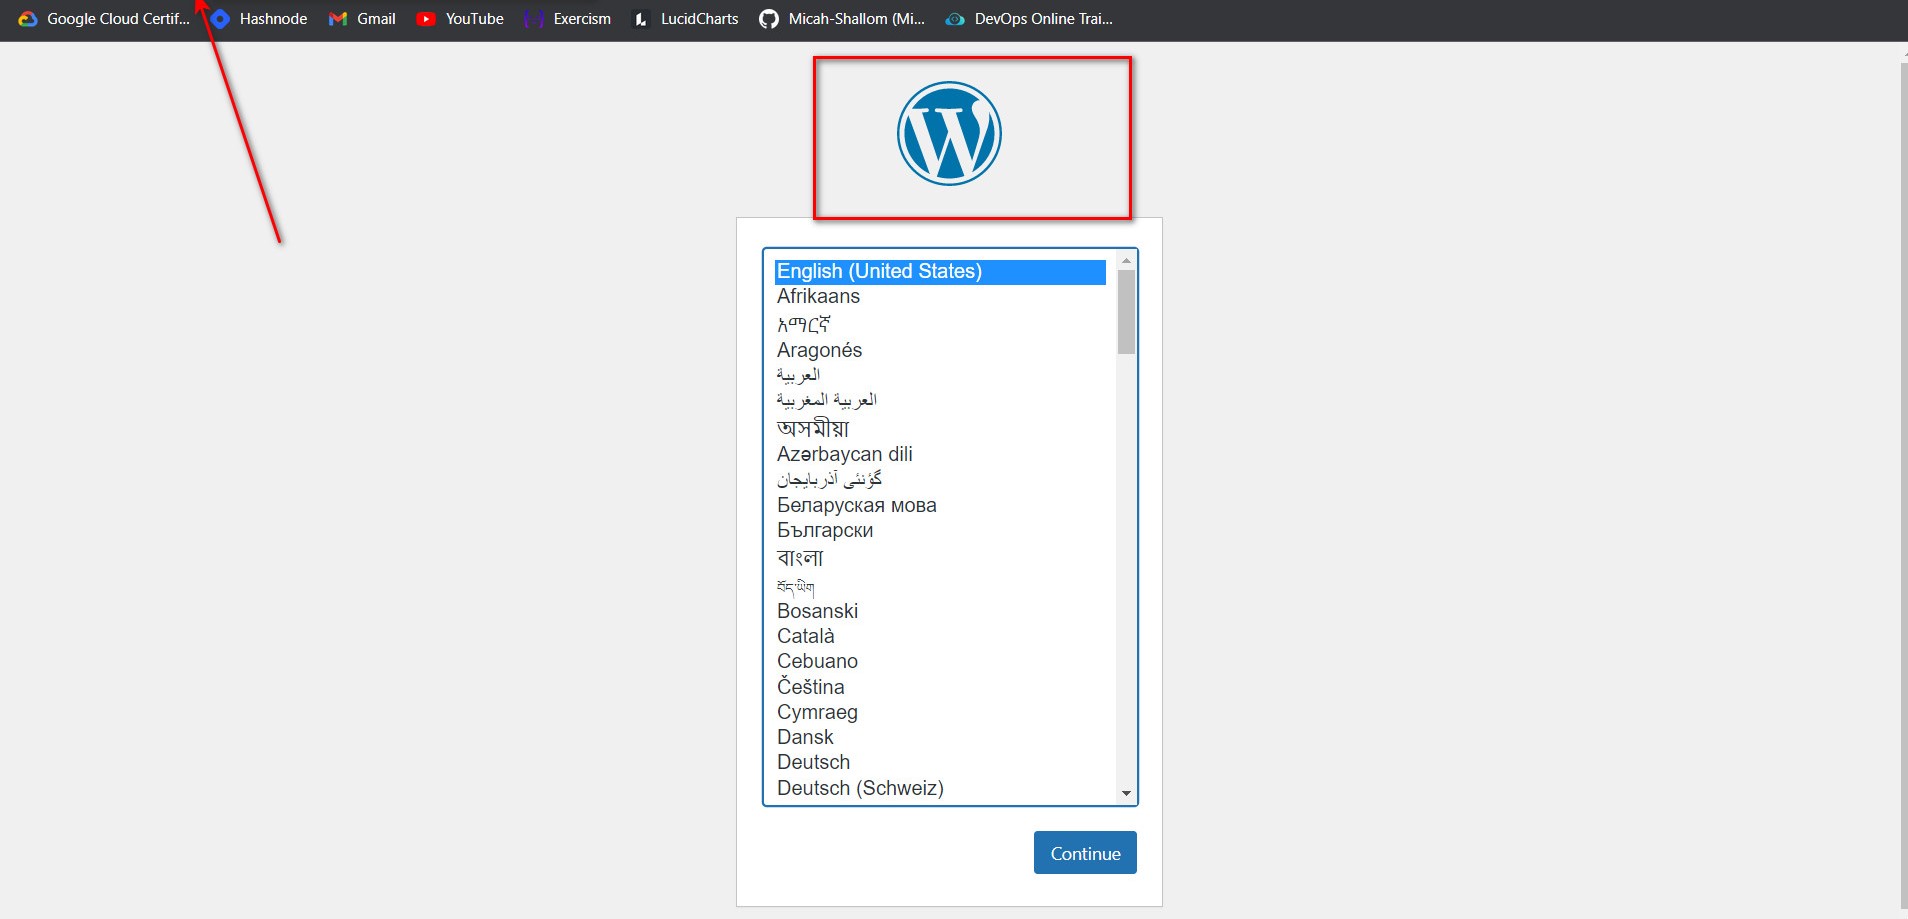 Google Cloud Certif... Hashnode Gmail YouTube Exercism LucidCharts Micah-Shallom (Mi... DevOps Online Trai...
English (United States)
Afrikaans
አማርኛ
Aragonés
العربية
العربية المغربية
অসমীয়া
Azərbaycan dili
گؤنئی آذربایجان
Беларуская мова
Български
বাংলা
བོད་ཡིག
Bosanski
Català
Cebuano
Čeština
Cymraeg
Dansk
Deutsch
Deutsch (Schweiz)
Continue